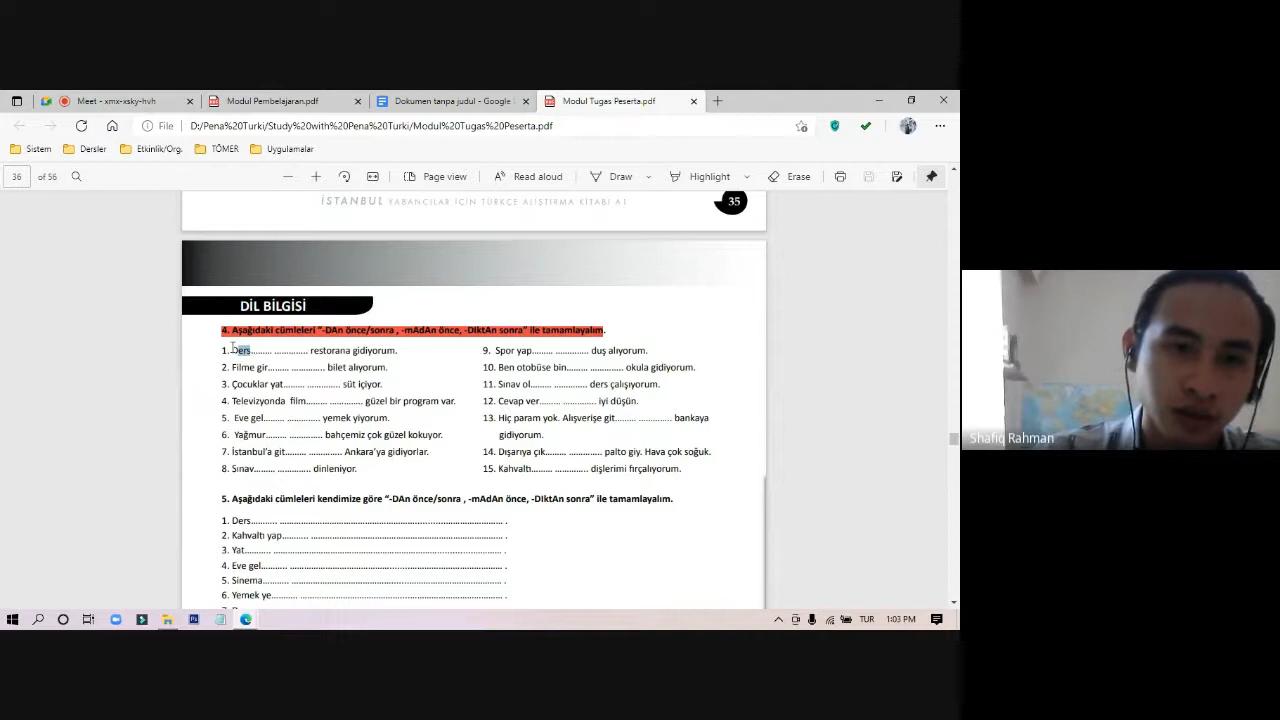 Meet - xmx-xsky-hvh
Modul Pembelajaran.pdf
Dokumen tanpa judul - Google
Modul Tugas Peserta.pdf
File
D:/Pena%20Turki/Study%20with%20Pena%20Turki/Modul%20Tugas%20Peserta.pdf
Sistem
Dersler
Etkinlik/Org.
TÖMER
Uygulamalar
36 of 56
Page view
Read aloud
Draw
Highlight
Erase
İSTANBUL YABANCILAR İÇİN TÜRKÇE ALIŞTIRMA KİTABI A1
35
DİL BİLGİSİ
4. Aşağıdaki cümleleri "-DAn önce/sonra , -mAdAn önce, -DIktAn sonra" ile tamamlayalım.
1. Ders......... .............. restorana gidiyorum.
2. Filme gir......... .............. bilet alıyorum.
3. Çocuklar yat......... .............. süt içiyor.
4. Televizyonda film......... .............. güzel bir program var.
5. Eve gel......... .............. yemek yiyorum.
6. Yağmur......... .............. bahçemiz çok güzel kokuyor.
7. İstanbul'a git......... .............. Ankara'ya gidiyorlar.
8. Sınav......... .............. dinleniyor.
9. Spor yap......... .............. duş alıyorum.
10. Ben otobüse bin......... .............. okula gidiyorum.
11. Sınav ol......... .............. ders çalışıyorum.
12. Cevap ver......... .............. iyi düşün.
13. Hiç param yok. Alışverişe git......... .............. bankaya
gidiyorum.
14. Dışarıya çık......... .............. palto giy. Hava çok soğuk.
15. Kahvaltı......... .............. dişlerimi fırçalıyorum.
5. Aşağıdaki cümleleri kendimize göre "-DAn önce/sonra , -mAdAn önce, -DIktAn sonra" ile tamamlayalım.
1. Ders........... ................................................................................ .
2. Kahvaltı yap........... ...................................................................... .
3. Yat........... ................................................................................ .
4. Eve gel........... ........................................................................... .
5. Sinema........... ............................................................................ .
6. Yemek ye........... ......................................................................... .
Shafiq Rahman
TUR
1:03 PM